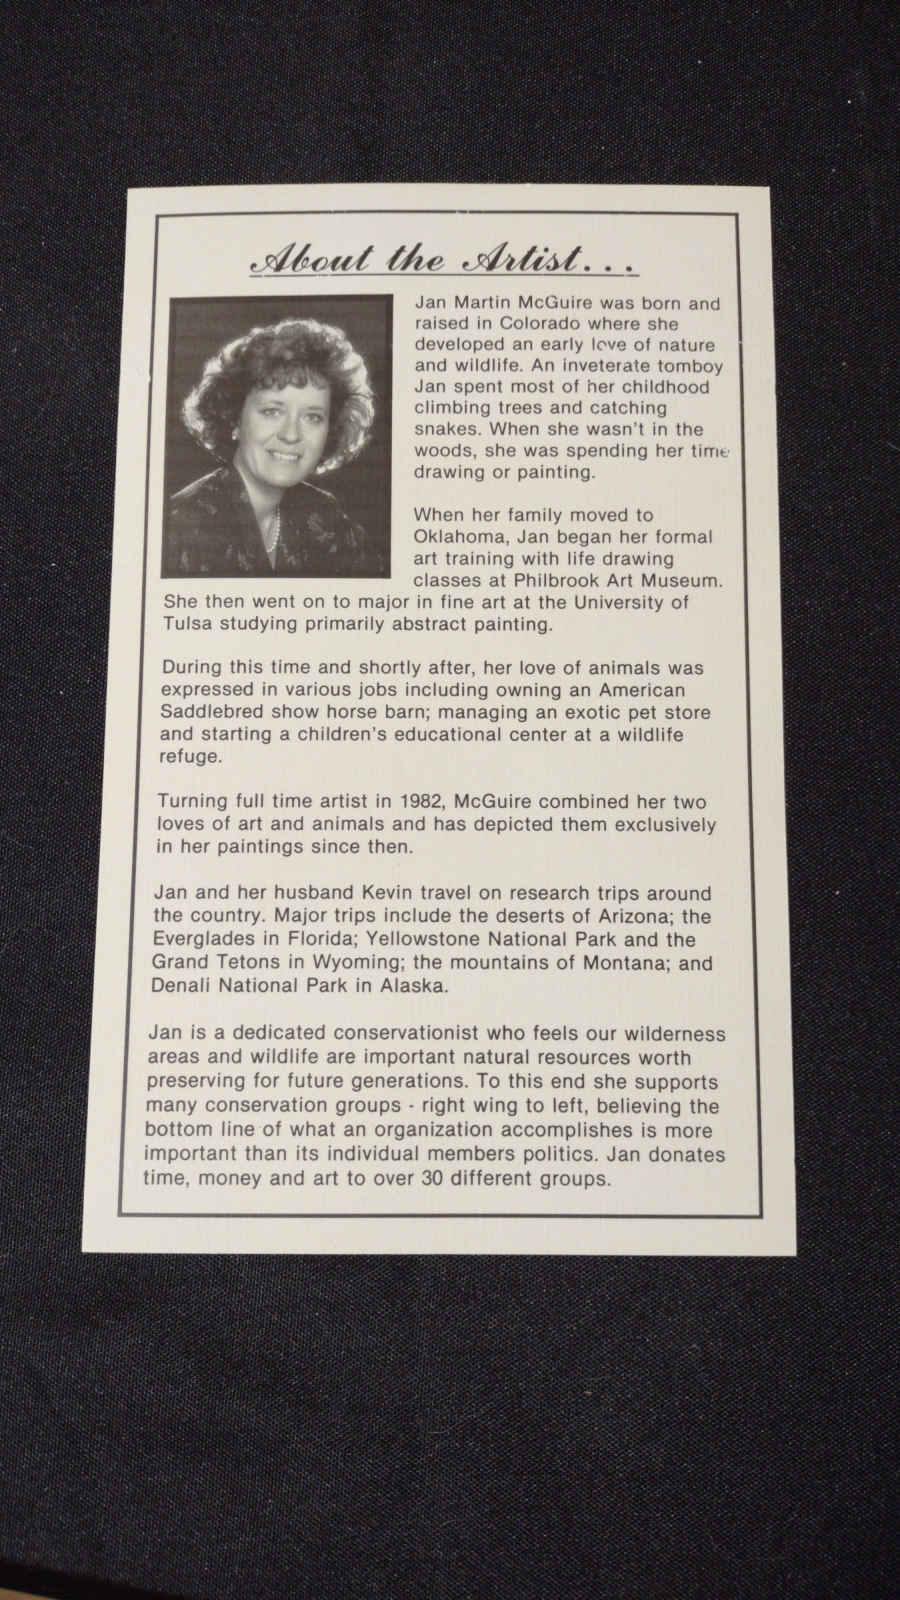 About the Artist...
Jan Martin McGuire was born and
raised in Colorado where she
developed an early love of nature
and wildlife. An inveterate tomboy
Jan spent most of her childhood
climbing trees and catching
snakes. When she wasn't in the
woods, she was spending her time
drawing or painting.
When her family moved to
Oklahoma, Jan began her formal
art training with life drawing
classes at Philbrook Art Museum.
She then went on to major in fine art at the University of
Tulsa studying primarily abstract painting.
During this time and shortly after, her love of animals was
expressed in various jobs including owning an American
Saddlebred show horse barn; managing an exotic pet store
and starting a children's educational center at a wildlife
refuge.
Turning full time artist in 1982, McGuire combined her two
loves of art and animals and has depicted them exclusively
in her paintings since then.
Jan and her husband Kevin travel on research trips around
the country. Major trips include the deserts of Arizona; the
Everglades in Florida; Yellowstone National Park and the
Grand Tetons in Wyoming; the mountains of Montana; and
Denali National Park in Alaska.
Jan is a dedicated conservationist who feels our wilderness
areas and wildlife are important natural resources worth
preserving for future generations. To this end she supports
many conservation groups - right wing to left, believing the
bottom line of what an organization accomplishes is more
important than its individual members politics. Jan donates
time, money and art to over 30 different groups.